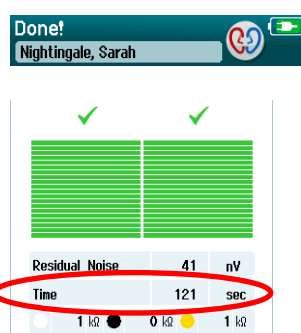 Done!
Nightingale, Sarah
Residual Noise 41 nV
Time 121 sec
1 kΩ 0 kΩ 1 kΩ